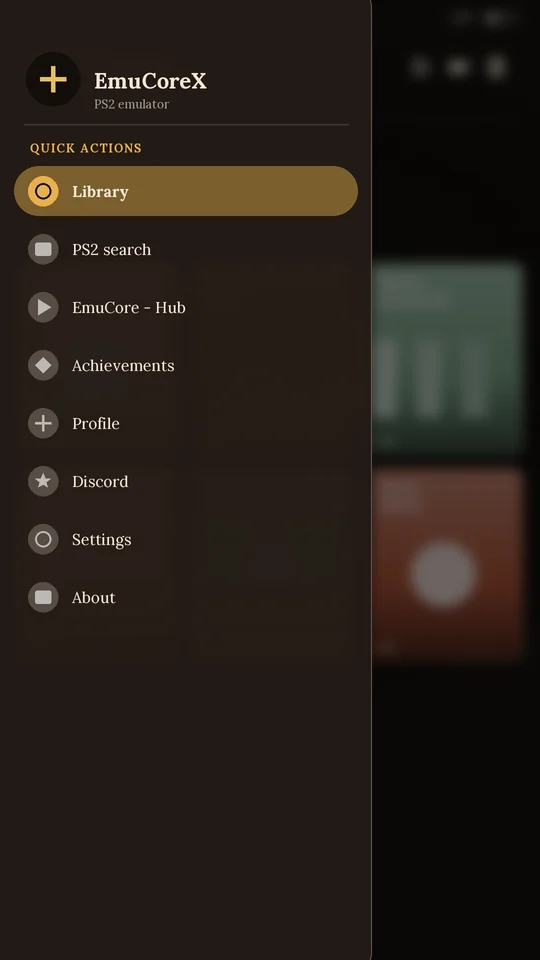 EmuCoreX
PS2 emulator
QUICK ACTIONS
Library
PS2 search
EmuCore - Hub
Achievements
Profile
Discord
Settings
About